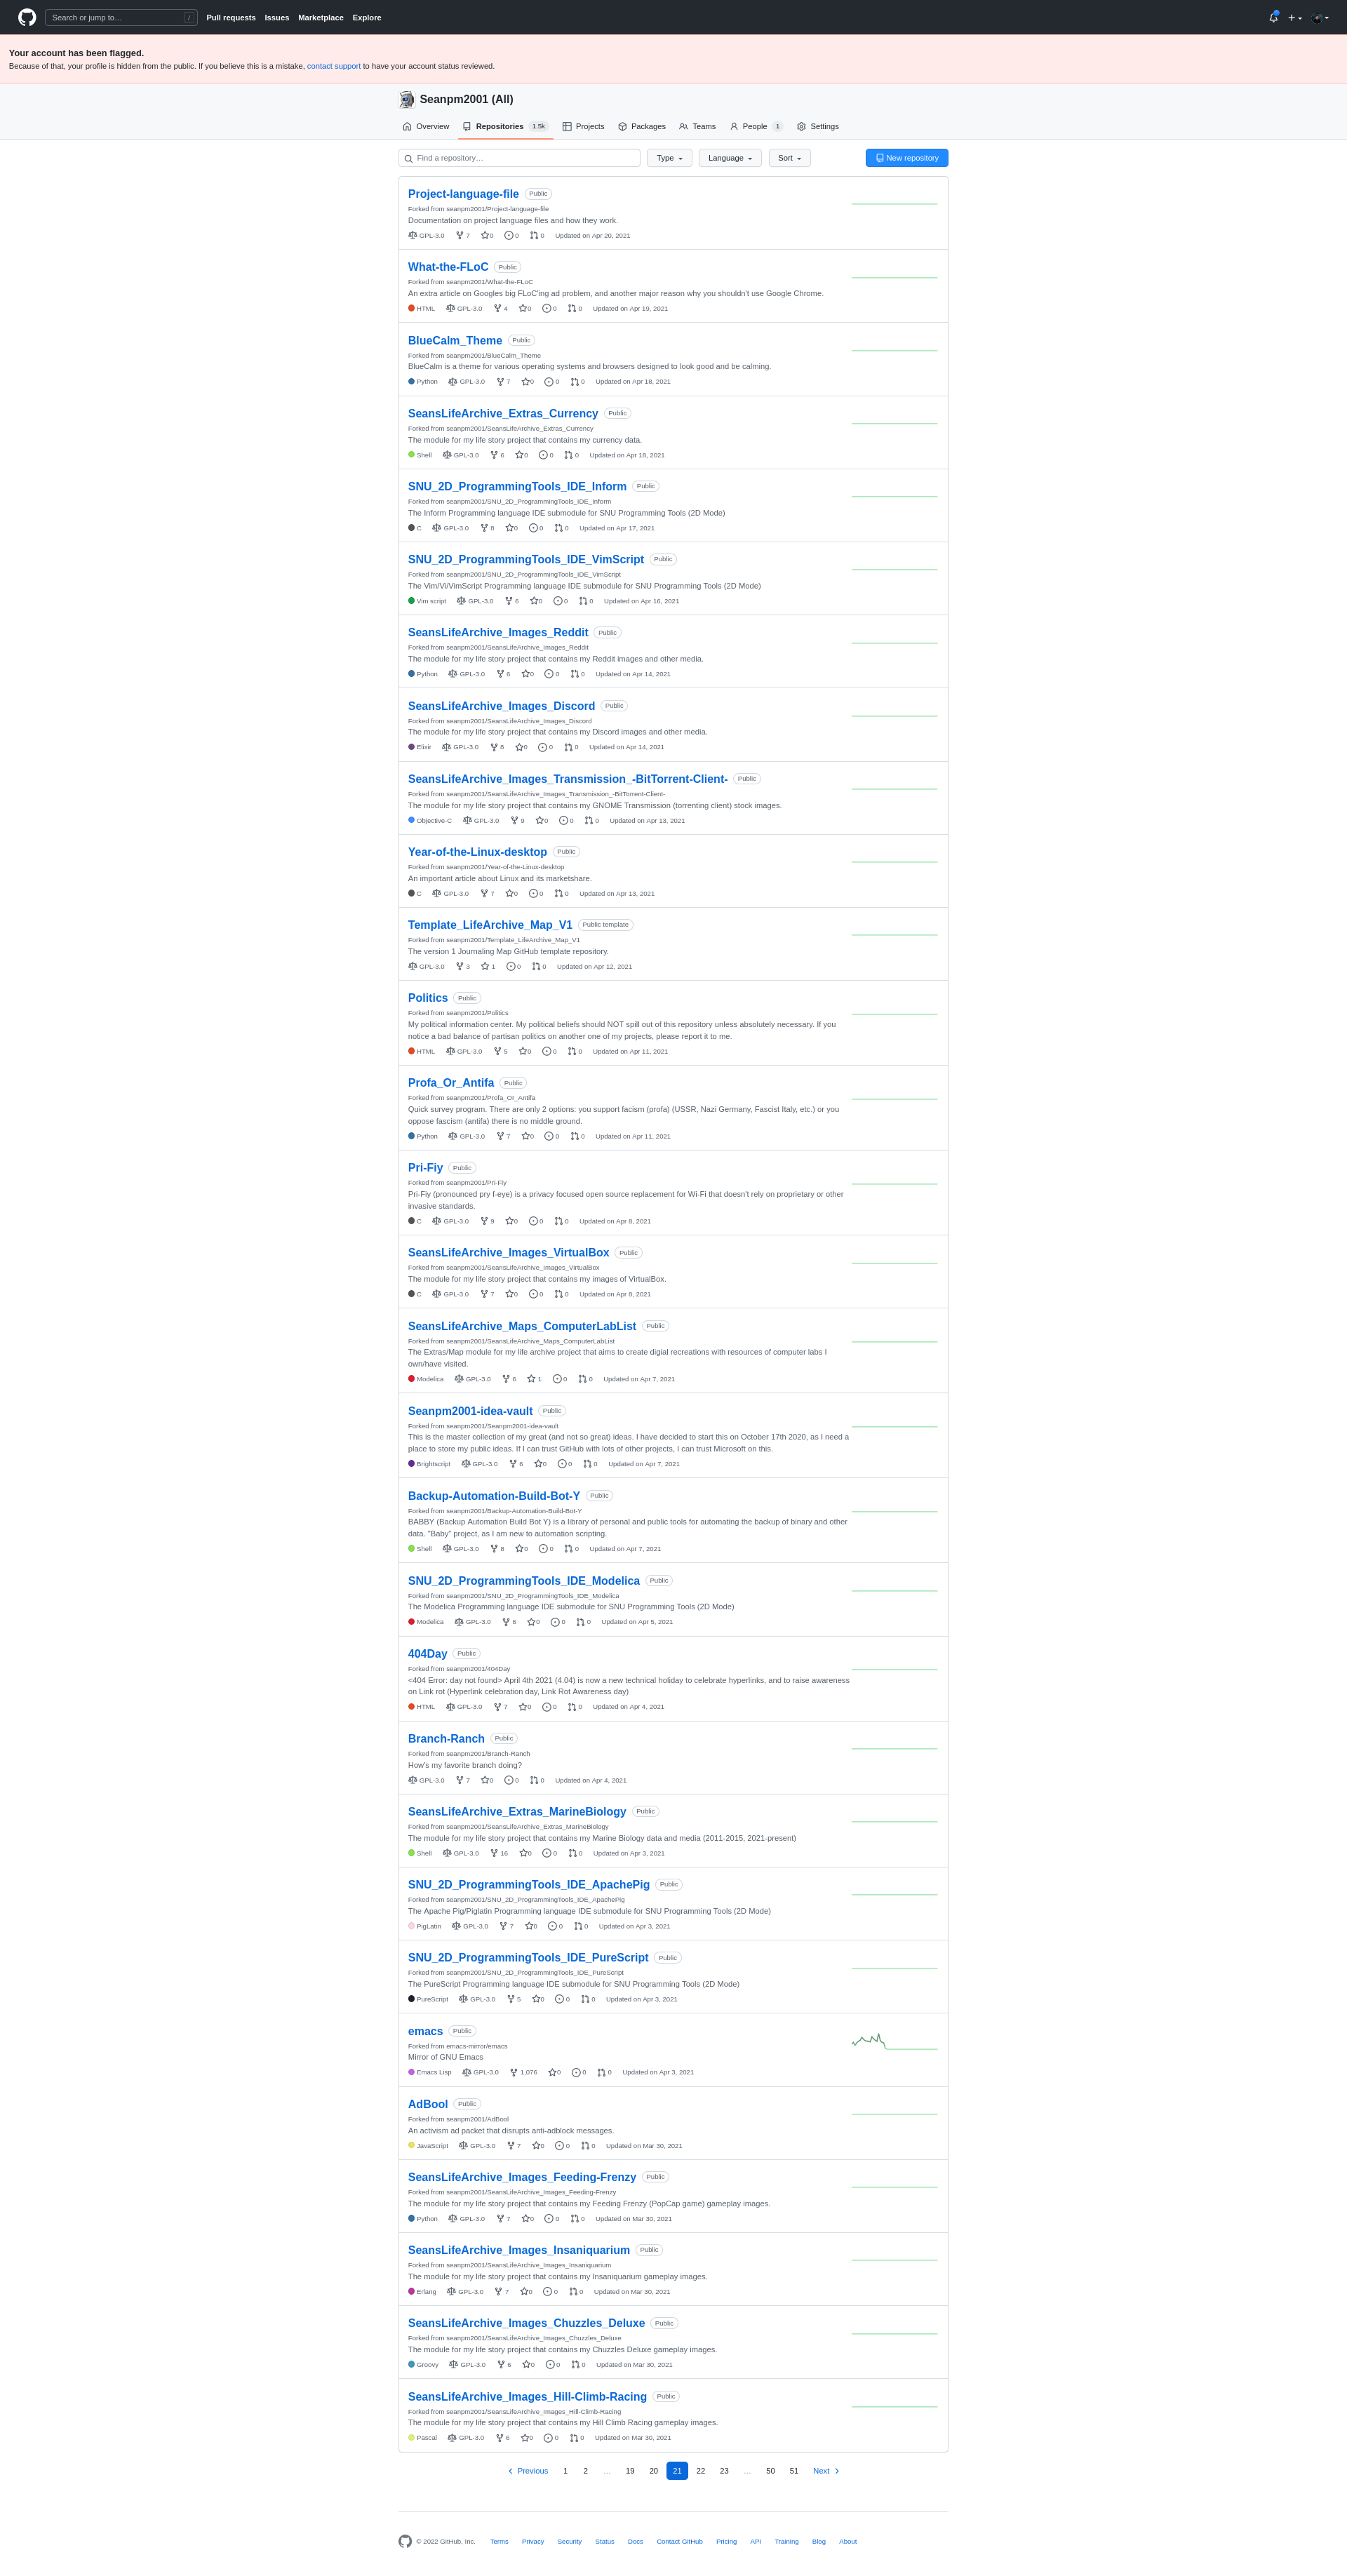 Search or jump to… /
Pull requests Issues Marketplace Explore
Your account has been flagged.
Because of that, your profile is hidden from the public. If you believe this is a mistake, contact support to have your account status reviewed.
Seanpm2001 (All)
Overview Repositories 1.5k Projects Packages Teams People 1 Settings
Find a repository… Type Language Sort New repository
Project-language-file Public
Forked from seanpm2001/Project-language-file
Documentation on project language files and how they work.
GPL-3.0 7 0 0 0 Updated on Apr 20, 2021
What-the-FLoC Public
Forked from seanpm2001/What-the-FLoC
An extra article on Googles big FLoC'ing ad problem, and another major reason why you shouldn't use Google Chrome.
HTML GPL-3.0 4 0 0 0 Updated on Apr 19, 2021
BlueCalm_Theme Public
Forked from seanpm2001/BlueCalm_Theme
BlueCalm is a theme for various operating systems and browsers designed to look good and be calming.
Python GPL-3.0 7 0 0 0 Updated on Apr 18, 2021
SeansLifeArchive_Extras_Currency Public
Forked from seanpm2001/SeansLifeArchive_Extras_Currency
The module for my life story project that contains my currency data.
Shell GPL-3.0 6 0 0 0 Updated on Apr 18, 2021
SNU_2D_ProgrammingTools_IDE_Inform Public
Forked from seanpm2001/SNU_2D_ProgrammingTools_IDE_Inform
The Inform Programming language IDE submodule for SNU Programming Tools (2D Mode)
C GPL-3.0 8 0 0 0 Updated on Apr 17, 2021
SNU_2D_ProgrammingTools_IDE_VimScript Public
Forked from seanpm2001/SNU_2D_ProgrammingTools_IDE_VimScript
The Vim/Vi/VimScript Programming language IDE submodule for SNU Programming Tools (2D Mode)
Vim script GPL-3.0 6 0 0 0 Updated on Apr 16, 2021
SeansLifeArchive_Images_Reddit Public
Forked from seanpm2001/SeansLifeArchive_Images_Reddit
The module for my life story project that contains my Reddit images and other media.
Python GPL-3.0 6 0 0 0 Updated on Apr 14, 2021
SeansLifeArchive_Images_Discord Public
Forked from seanpm2001/SeansLifeArchive_Images_Discord
The module for my life story project that contains my Discord images and other media.
Elixir GPL-3.0 8 0 0 0 Updated on Apr 14, 2021
SeansLifeArchive_Images_Transmission_-BitTorrent-Client- Public
Forked from seanpm2001/SeansLifeArchive_Images_Transmission_-BitTorrent-Client-
The module for my life story project that contains my GNOME Transmission (torrenting client) stock images.
Objective-C GPL-3.0 9 0 0 0 Updated on Apr 13, 2021
Year-of-the-Linux-desktop Public
Forked from seanpm2001/Year-of-the-Linux-desktop
An important article about Linux and its marketshare.
C GPL-3.0 7 0 0 0 Updated on Apr 13, 2021
Template_LifeArchive_Map_V1 Public template
Forked from seanpm2001/Template_LifeArchive_Map_V1
The version 1 Journaling Map GitHub template repository.
GPL-3.0 3 1 0 0 Updated on Apr 12, 2021
Politics Public
Forked from seanpm2001/Politics
My political information center. My political beliefs should NOT spill out of this repository unless absolutely necessary. If you
notice a bad balance of partisan politics on another one of my projects, please report it to me.
HTML GPL-3.0 5 0 0 0 Updated on Apr 11, 2021
Profa_Or_Antifa Public
Forked from seanpm2001/Profa_Or_Antifa
Quick survey program. There are only 2 options: you support facism (profa) (USSR, Nazi Germany, Fascist Italy, etc.) or you
oppose fascism (antifa) there is no middle ground.
Python GPL-3.0 7 0 0 0 Updated on Apr 11, 2021
Pri-Fiy Public
Forked from seanpm2001/Pri-Fiy
Pri-Fiy (pronounced pry f-eye) is a privacy focused open source replacement for Wi-Fi that doesn't rely on proprietary or other
invasive standards.
C GPL-3.0 9 0 0 0 Updated on Apr 8, 2021
SeansLifeArchive_Images_VirtualBox Public
Forked from seanpm2001/SeansLifeArchive_Images_VirtualBox
The module for my life story project that contains my images of VirtualBox.
C GPL-3.0 7 0 0 0 Updated on Apr 8, 2021
SeansLifeArchive_Maps_ComputerLabList Public
Forked from seanpm2001/SeansLifeArchive_Maps_ComputerLabList
The Extras/Map module for my life archive project that aims to create digial recreations with resources of computer labs I
own/have visited.
Modelica GPL-3.0 6 1 0 0 Updated on Apr 7, 2021
Seanpm2001-idea-vault Public
Forked from seanpm2001/Seanpm2001-idea-vault
This is the master collection of my great (and not so great) ideas. I have decided to start this on October 17th 2020, as I need a
place to store my public ideas. If I can trust GitHub with lots of other projects, I can trust Microsoft on this.
Brightscript GPL-3.0 6 0 0 0 Updated on Apr 7, 2021
Backup-Automation-Build-Bot-Y Public
Forked from seanpm2001/Backup-Automation-Build-Bot-Y
BABBY (Backup Automation Build Bot Y) is a library of personal and public tools for automating the backup of binary and other
data. "Baby" project, as I am new to automation scripting.
Shell GPL-3.0 8 0 0 0 Updated on Apr 7, 2021
SNU_2D_ProgrammingTools_IDE_Modelica Public
Forked from seanpm2001/SNU_2D_ProgrammingTools_IDE_Modelica
The Modelica Programming language IDE submodule for SNU Programming Tools (2D Mode)
Modelica GPL-3.0 6 0 0 0 Updated on Apr 5, 2021
404Day Public
Forked from seanpm2001/404Day
<404 Error: day not found> April 4th 2021 (4.04) is now a new technical holiday to celebrate hyperlinks, and to raise awareness
on Link rot (Hyperlink celebration day, Link Rot Awareness day)
HTML GPL-3.0 7 0 0 0 Updated on Apr 4, 2021
Branch-Ranch Public
Forked from seanpm2001/Branch-Ranch
How's my favorite branch doing?
GPL-3.0 7 0 0 0 Updated on Apr 4, 2021
SeansLifeArchive_Extras_MarineBiology Public
Forked from seanpm2001/SeansLifeArchive_Extras_MarineBiology
The module for my life story project that contains my Marine Biology data and media (2011-2015, 2021-present)
Shell GPL-3.0 16 0 0 0 Updated on Apr 3, 2021
SNU_2D_ProgrammingTools_IDE_ApachePig Public
Forked from seanpm2001/SNU_2D_ProgrammingTools_IDE_ApachePig
The Apache Pig/Piglatin Programming language IDE submodule for SNU Programming Tools (2D Mode)
PigLatin GPL-3.0 7 0 0 0 Updated on Apr 3, 2021
SNU_2D_ProgrammingTools_IDE_PureScript Public
Forked from seanpm2001/SNU_2D_ProgrammingTools_IDE_PureScript
The PureScript Programming language IDE submodule for SNU Programming Tools (2D Mode)
PureScript GPL-3.0 5 0 0 0 Updated on Apr 3, 2021
emacs Public
Forked from emacs-mirror/emacs
Mirror of GNU Emacs
Emacs Lisp GPL-3.0 1,076 0 0 0 Updated on Apr 3, 2021
AdBool Public
Forked from seanpm2001/AdBool
An activism ad packet that disrupts anti-adblock messages.
JavaScript GPL-3.0 7 0 0 0 Updated on Mar 30, 2021
SeansLifeArchive_Images_Feeding-Frenzy Public
Forked from seanpm2001/SeansLifeArchive_Images_Feeding-Frenzy
The module for my life story project that contains my Feeding Frenzy (PopCap game) gameplay images.
Python GPL-3.0 7 0 0 0 Updated on Mar 30, 2021
SeansLifeArchive_Images_Insaniquarium Public
Forked from seanpm2001/SeansLifeArchive_Images_Insaniquarium
The module for my life story project that contains my Insaniquarium gameplay images.
Erlang GPL-3.0 7 0 0 0 Updated on Mar 30, 2021
SeansLifeArchive_Images_Chuzzles_Deluxe Public
Forked from seanpm2001/SeansLifeArchive_Images_Chuzzles_Deluxe
The module for my life story project that contains my Chuzzles Deluxe gameplay images.
Groovy GPL-3.0 6 0 0 0 Updated on Mar 30, 2021
SeansLifeArchive_Images_Hill-Climb-Racing Public
Forked from seanpm2001/SeansLifeArchive_Images_Hill-Climb-Racing
The module for my life story project that contains my Hill Climb Racing gameplay images.
Pascal GPL-3.0 6 0 0 0 Updated on Mar 30, 2021
Previous 1 2 … 19 20 21 22 23 … 50 51 Next
© 2022 GitHub, Inc. Terms Privacy Security Status Docs Contact GitHub Pricing API Training Blog About